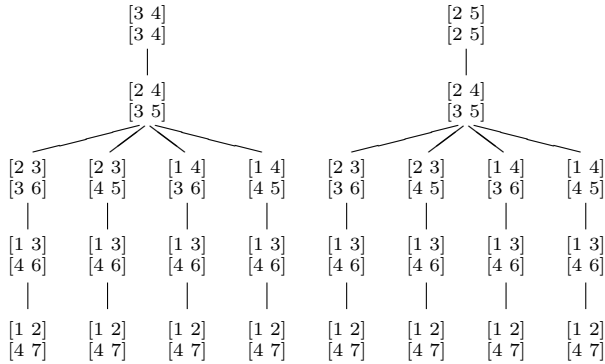 [3 4] [2 5]
[3 4] [2 5]
[2 4] [2 4]
[3 5] [3 5]
[2 3] [2 3] [1 4] [1 4] [2 3] [2 3] [1 4] [1 4]
[3 6] [4 5] [3 6] [4 5] [3 6] [4 5] [3 6] [4 5]
[1 3] [1 3] [1 3] [1 3] [1 3] [1 3] [1 3] [1 3]
[4 6] [4 6] [4 6] [4 6] [4 6] [4 6] [4 6] [4 6]
[1 2] [1 2] [1 2] [1 2] [1 2] [1 2] [1 2] [1 2]
[4 7] [4 7] [4 7] [4 7] [4 7] [4 7] [4 7] [4 7]